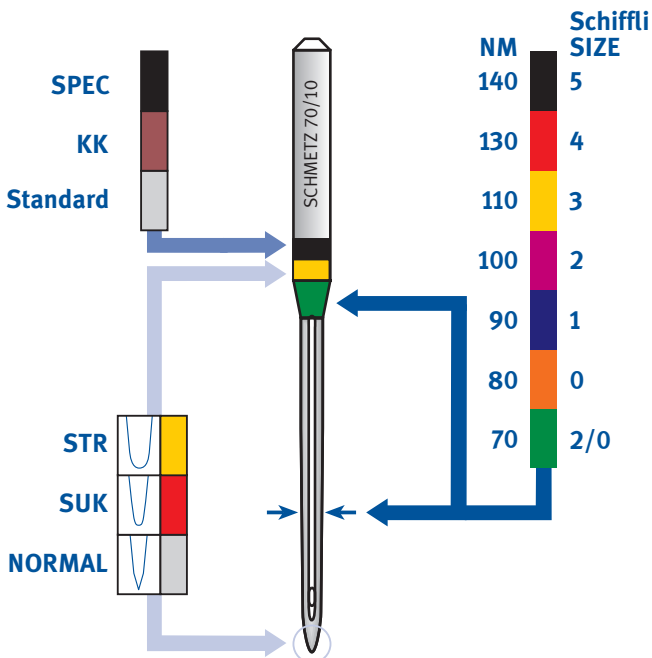 SPEC
KK
Standard
SCHMETZ 70/10
STR
SUK
NORMAL
Schiffli
NM SIZE
140 5
130 4
110 3
100 2
90 1
80 0
70 2/0